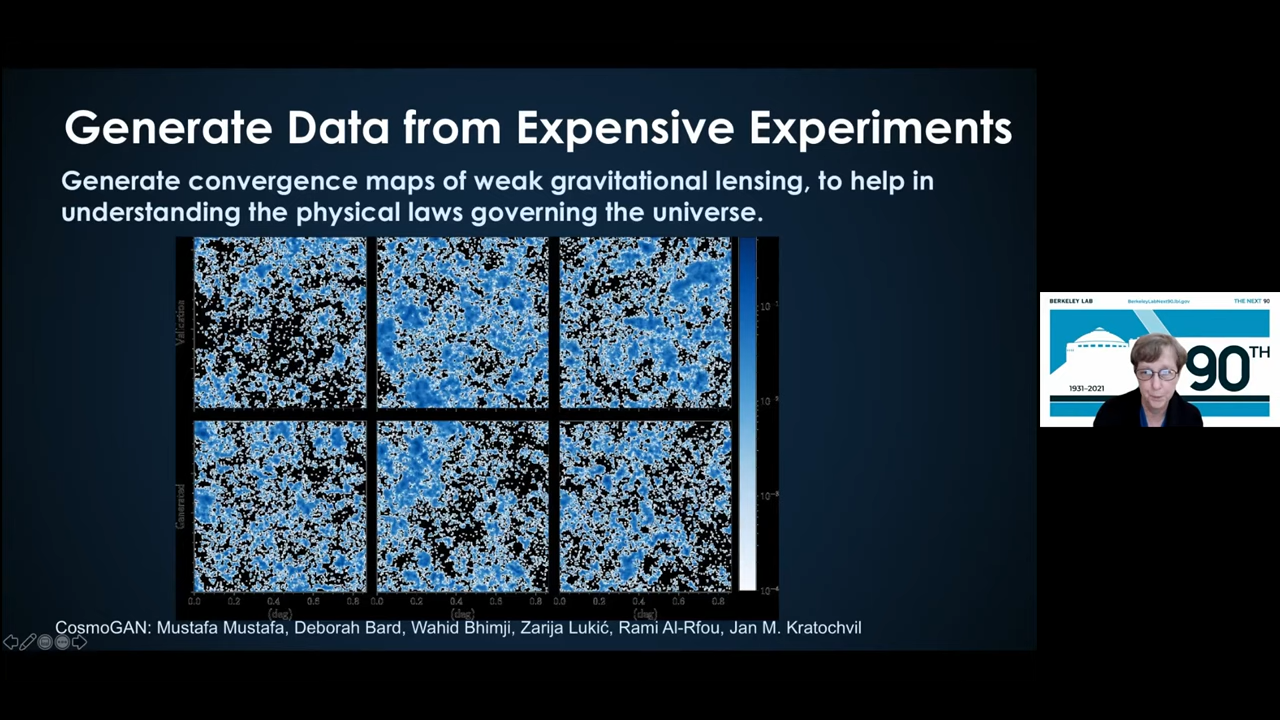 Generate Data from Expensive Experiments
Generate convergence maps of weak gravitational lensing, to help in
understanding the physical laws governing the universe.
Validation
Generated
0.0 0.2 0.4 0.6 0.8 0.0 0.2 0.4 0.6 0.8 0.0 0.2 0.4 0.6 0.8
(deg) (deg) (deg)
CosmoGAN: Mustafa Mustafa, Deborah Bard, Wahid Bhimji, Zarija Lukić, Rami Al-Rfou, Jan M. Kratochvil
BERKELEY LAB
THE NEXT 90
90TH
1931–2021